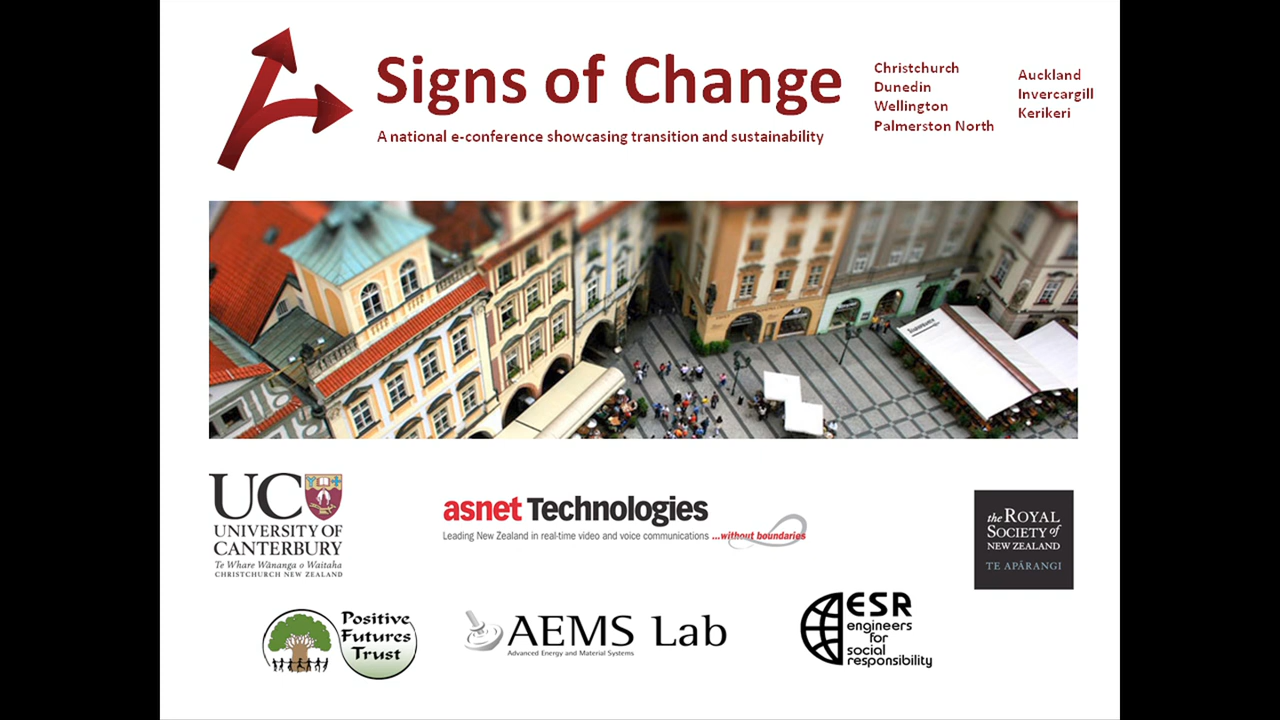 Signs of Change
A national e-conference showcasing transition and sustainability
Christchurch
Dunedin
Wellington
Palmerston North
Auckland
Invercargill
Kerikeri
UC
UNIVERSITY OF
CANTERBURY
Te Whare Wānanga o Waitaha
CHRISTCHURCH NEW ZEALAND
asnet Technologies
Leading New Zealand in real-time video and voice communications ...without boundaries
the ROYAL
SOCIETY of
NEW ZEALAND
TE APĀRANGI
Positive
Futures
Trust
AEMS Lab
Advanced Energy and Material Systems
ESR
engineers
for
social
responsibility